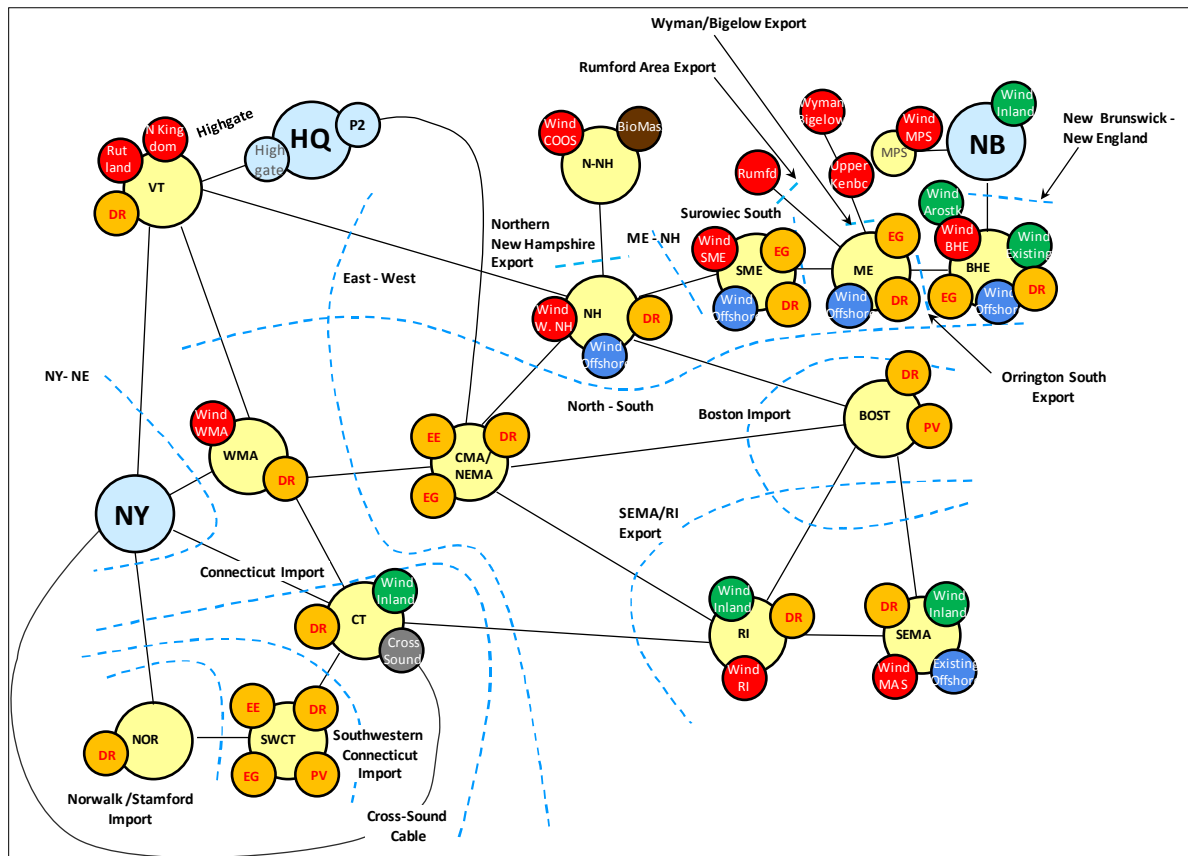 Wyman/Bigelow Export
Rumford Area Export
New Brunswick -
New England
N King
dom
Highgate
Rut
land
VT
DR
HQ
P2
High
gate
Wind
COOS
BioMas
N-NH
Wyman
Bigelow
Wind
MPS
MPS
Wind
Inland
NB
Rumfd
Upper
Kenbc
Wind
Arostk
Wind
BHE
Wind
Existing
BHE
EG
DR
Wind
Offshore
Northern
New Hampshire
Export
East - West
ME - NH
Surowiec South
Wind
SME
EG
SME
Wind
Offshore
DR
EG
ME
Wind
Offshore
DR
NH
Wind
W. NH
DR
Wind
Offshore
Orrington South
Export
NY- NE
North - South
Boston Import
DR
BOST
PV
Wind
WMA
WMA
DR
EE
DR
CMA/
NEMA
EG
NY
SEMA/RI
Export
Connecticut Import
Wind
Inland
CT
DR
Cross
Sound
Wind
Inland
DR
RI
Wind
RI
DR
Wind
Inland
SEMA
Wind
MAS
Existing
Offshor
NOR
DR
EE
DR
SWCT
EG
PV
Southwestern
Connecticut
Import
Norwalk /Stamford
Import
Cross-Sound
Cable